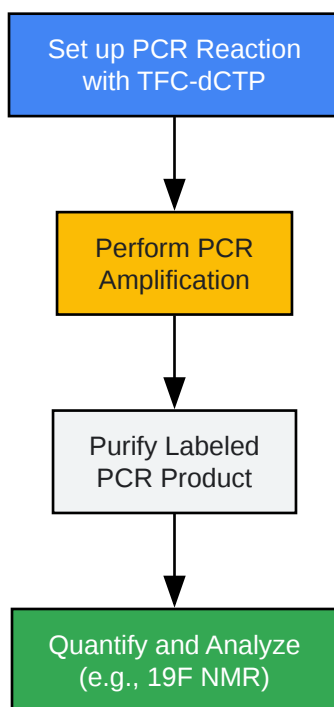 Set up PCR Reaction
with TFC-dCTP
Perform PCR
Amplification
Purify Labeled
PCR Product
Quantify and Analyze
(e.g., 19F NMR)